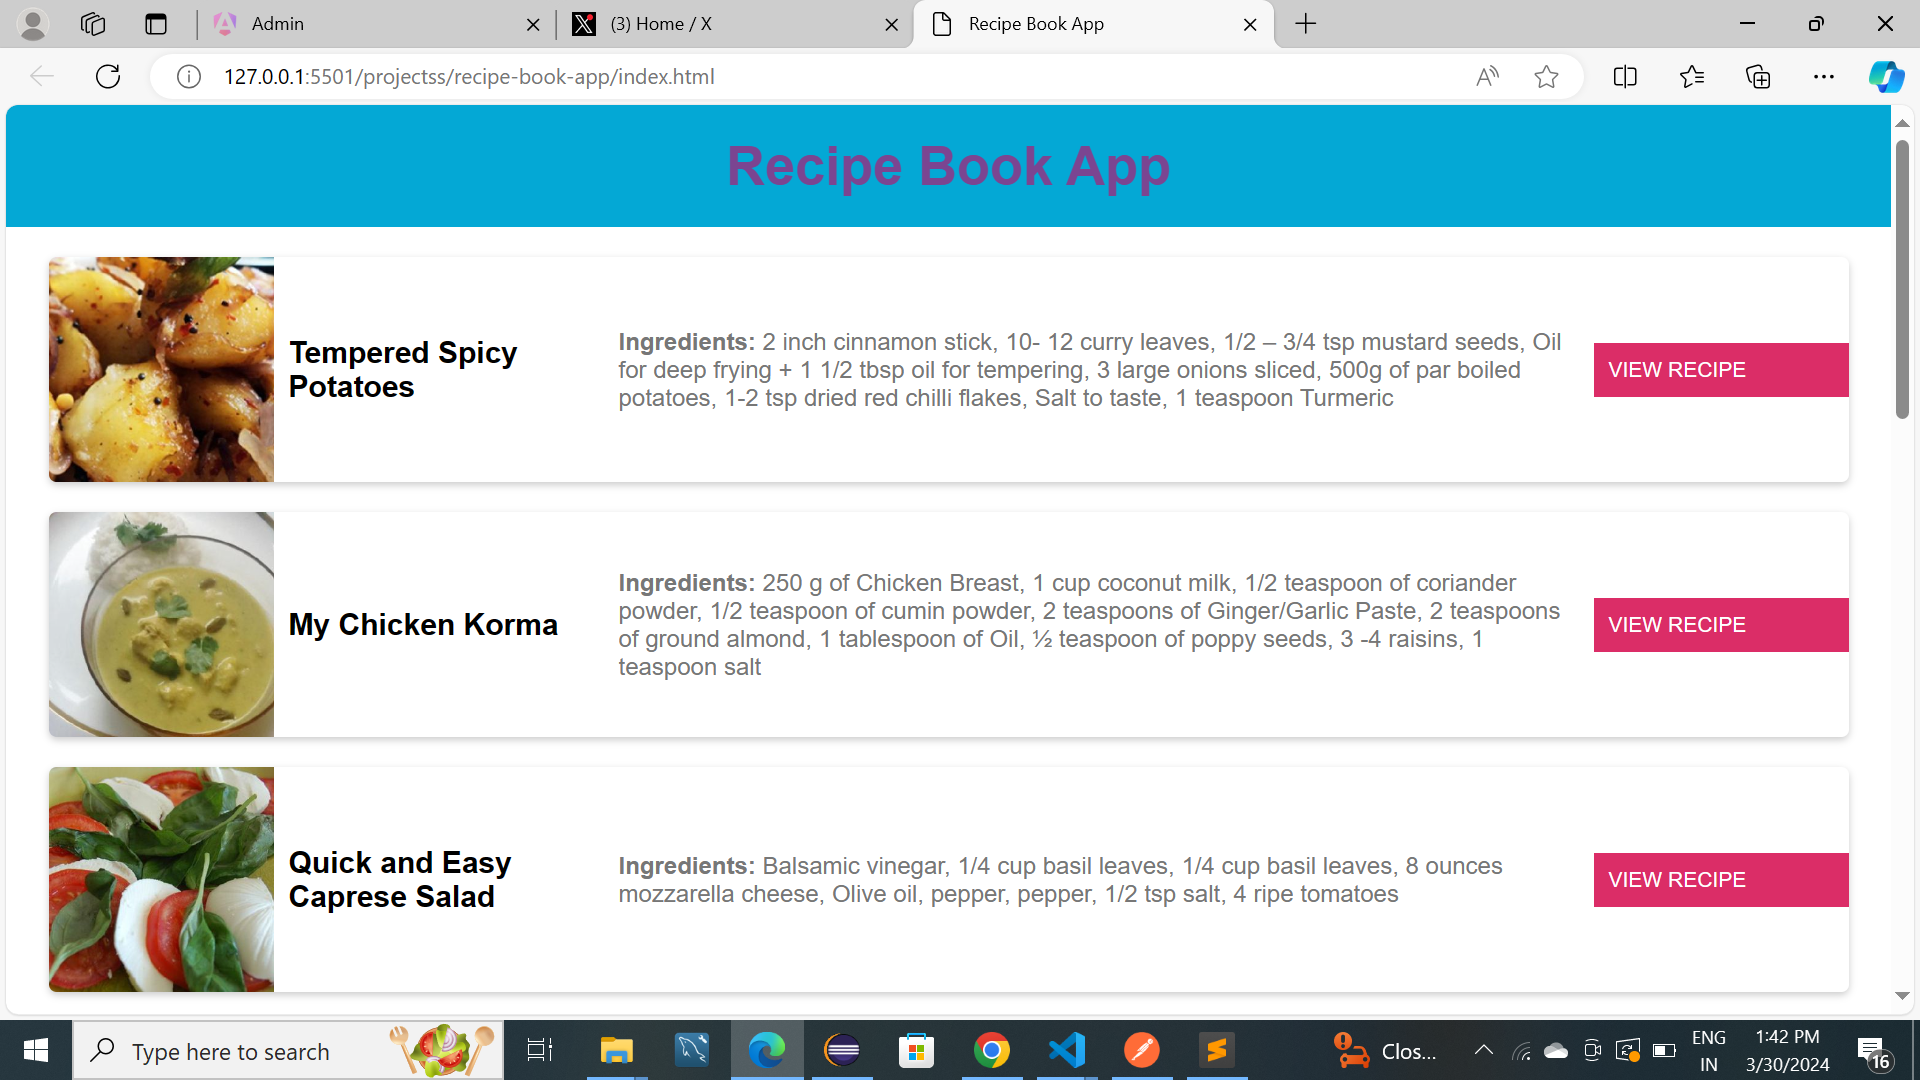 Admin
(3) Home / X
Recipe Book App
127.0.0.1:5501/projectss/recipe-book-app/index.html
Recipe Book App
Tempered Spicy
Potatoes
Ingredients: 2 inch cinnamon stick, 10- 12 curry leaves, 1/2 – 3/4 tsp mustard seeds, Oil
for deep frying + 1 1/2 tbsp oil for tempering, 3 large onions sliced, 500g of par boiled
potatoes, 1-2 tsp dried red chilli flakes, Salt to taste, 1 teaspoon Turmeric
VIEW RECIPE
My Chicken Korma
Ingredients: 250 g of Chicken Breast, 1 cup coconut milk, 1/2 teaspoon of coriander
powder, 1/2 teaspoon of cumin powder, 2 teaspoons of Ginger/Garlic Paste, 2 teaspoons
of ground almond, 1 tablespoon of Oil, ½ teaspoon of poppy seeds, 3 -4 raisins, 1
teaspoon salt
VIEW RECIPE
Quick and Easy
Caprese Salad
Ingredients: Balsamic vinegar, 1/4 cup basil leaves, 1/4 cup basil leaves, 8 ounces
mozzarella cheese, Olive oil, pepper, pepper, 1/2 tsp salt, 4 ripe tomatoes
VIEW RECIPE
Type here to search
Clos...
ENG
IN
1:42 PM
3/30/2024
16